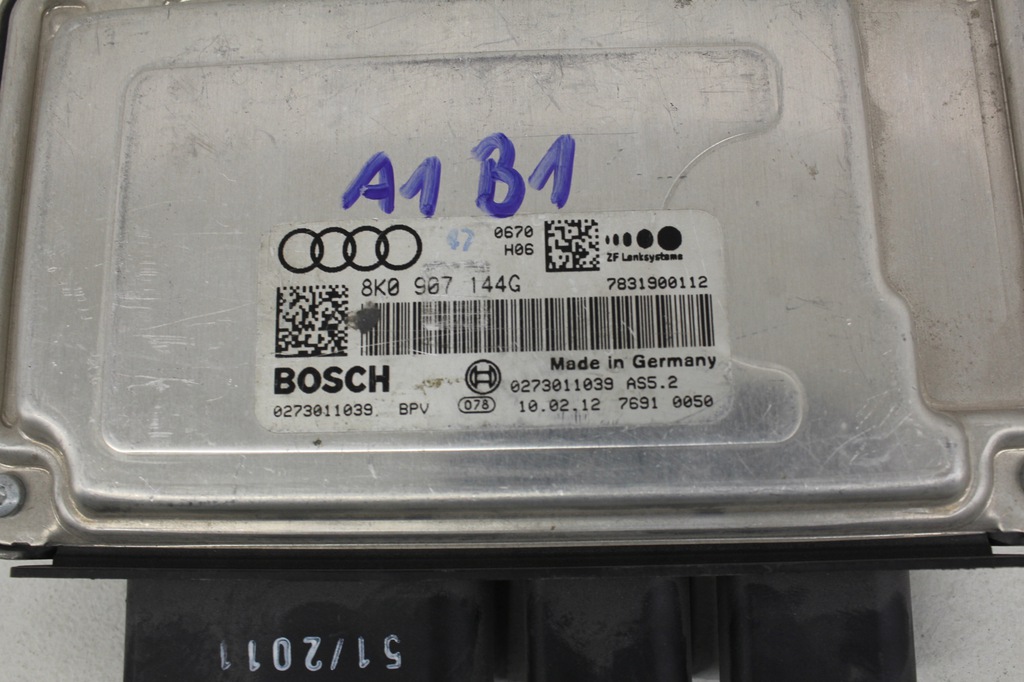 A1 B1
67 0670
H06
ZF Lenksysteme
8K0 907 144G 7831900112
Made in Germany
BOSCH
0273011039 AS5.2
0273011039 BPV 078 10.02.12 7691 0050
51/2011